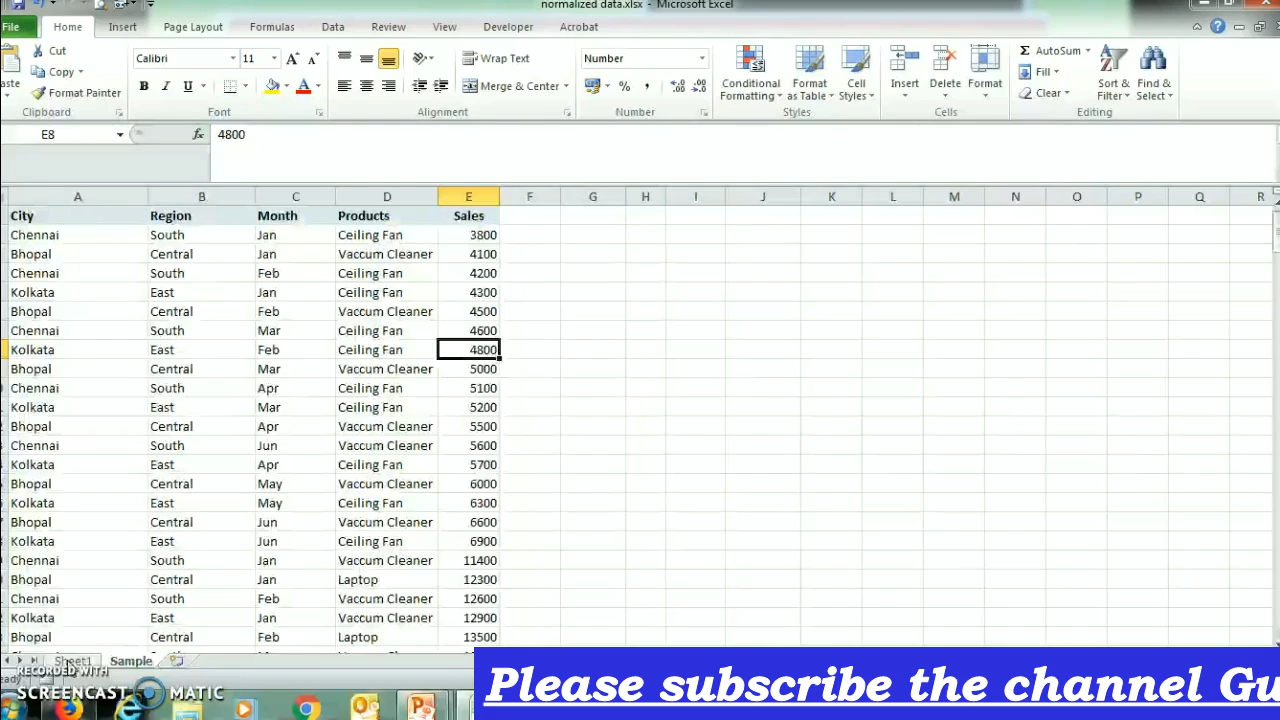 normalized data.xlsx - Microsoft Excel
File Home Insert Page Layout Formulas Data Review View Developer Acrobat
Cut
Copy
Format Painter
Clipboard
Calibri 11
B I U
Font
Wrap Text
Merge & Center
Alignment
Number
%
Number
Conditional Formatting
Format as Table
Cell Styles
Styles
Insert Delete Format
Cells
AutoSum
Fill
Clear
Sort & Filter
Find & Select
Editing
E8 fx 4800
A B C D E F G H I J K L M N O P Q R
City Region Month Products Sales
Chennai South Jan Ceiling Fan 3800
Bhopal Central Jan Vaccum Cleaner 4100
Chennai South Feb Ceiling Fan 4200
Kolkata East Jan Ceiling Fan 4300
Bhopal Central Feb Vaccum Cleaner 4500
Chennai South Mar Ceiling Fan 4600
Kolkata East Feb Ceiling Fan 4800
Bhopal Central Mar Vaccum Cleaner 5000
Chennai South Apr Ceiling Fan 5100
Kolkata East Mar Ceiling Fan 5200
Bhopal Central Apr Vaccum Cleaner 5500
Chennai South Jun Vaccum Cleaner 5600
Kolkata East Apr Ceiling Fan 5700
Bhopal Central May Vaccum Cleaner 6000
Kolkata East May Ceiling Fan 6300
Bhopal Central Jun Vaccum Cleaner 6600
Kolkata East Jun Ceiling Fan 6900
Chennai South Jan Vaccum Cleaner 11400
Bhopal Central Jan Laptop 12300
Chennai South Feb Vaccum Cleaner 12600
Kolkata East Jan Vaccum Cleaner 12900
Bhopal Central Feb Laptop 13500
Sheet1 Sample
RECORDED WITH
SCREENCAST MATIC
Please subscribe the channel Gu